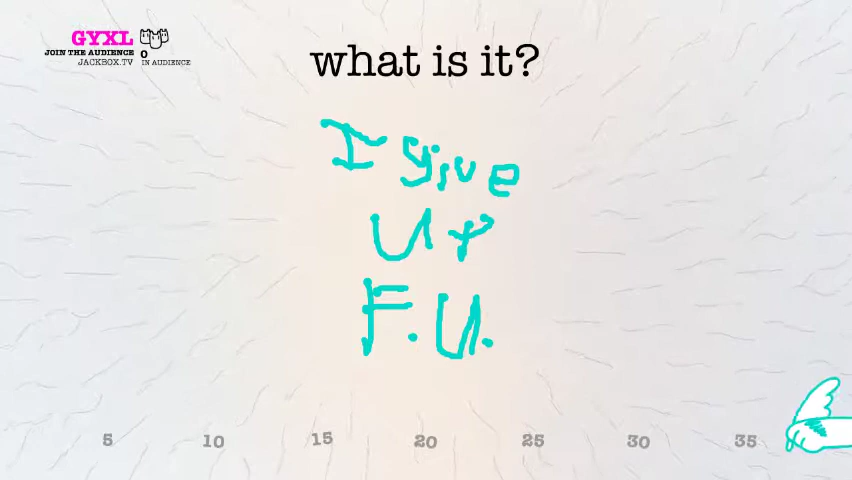 GYXL
JOIN THE AUDIENCE
JACKBOX.TV
0
IN AUDIENCE
what is it?
I give
Up
F.U.
5 10 15 20 25 30 35